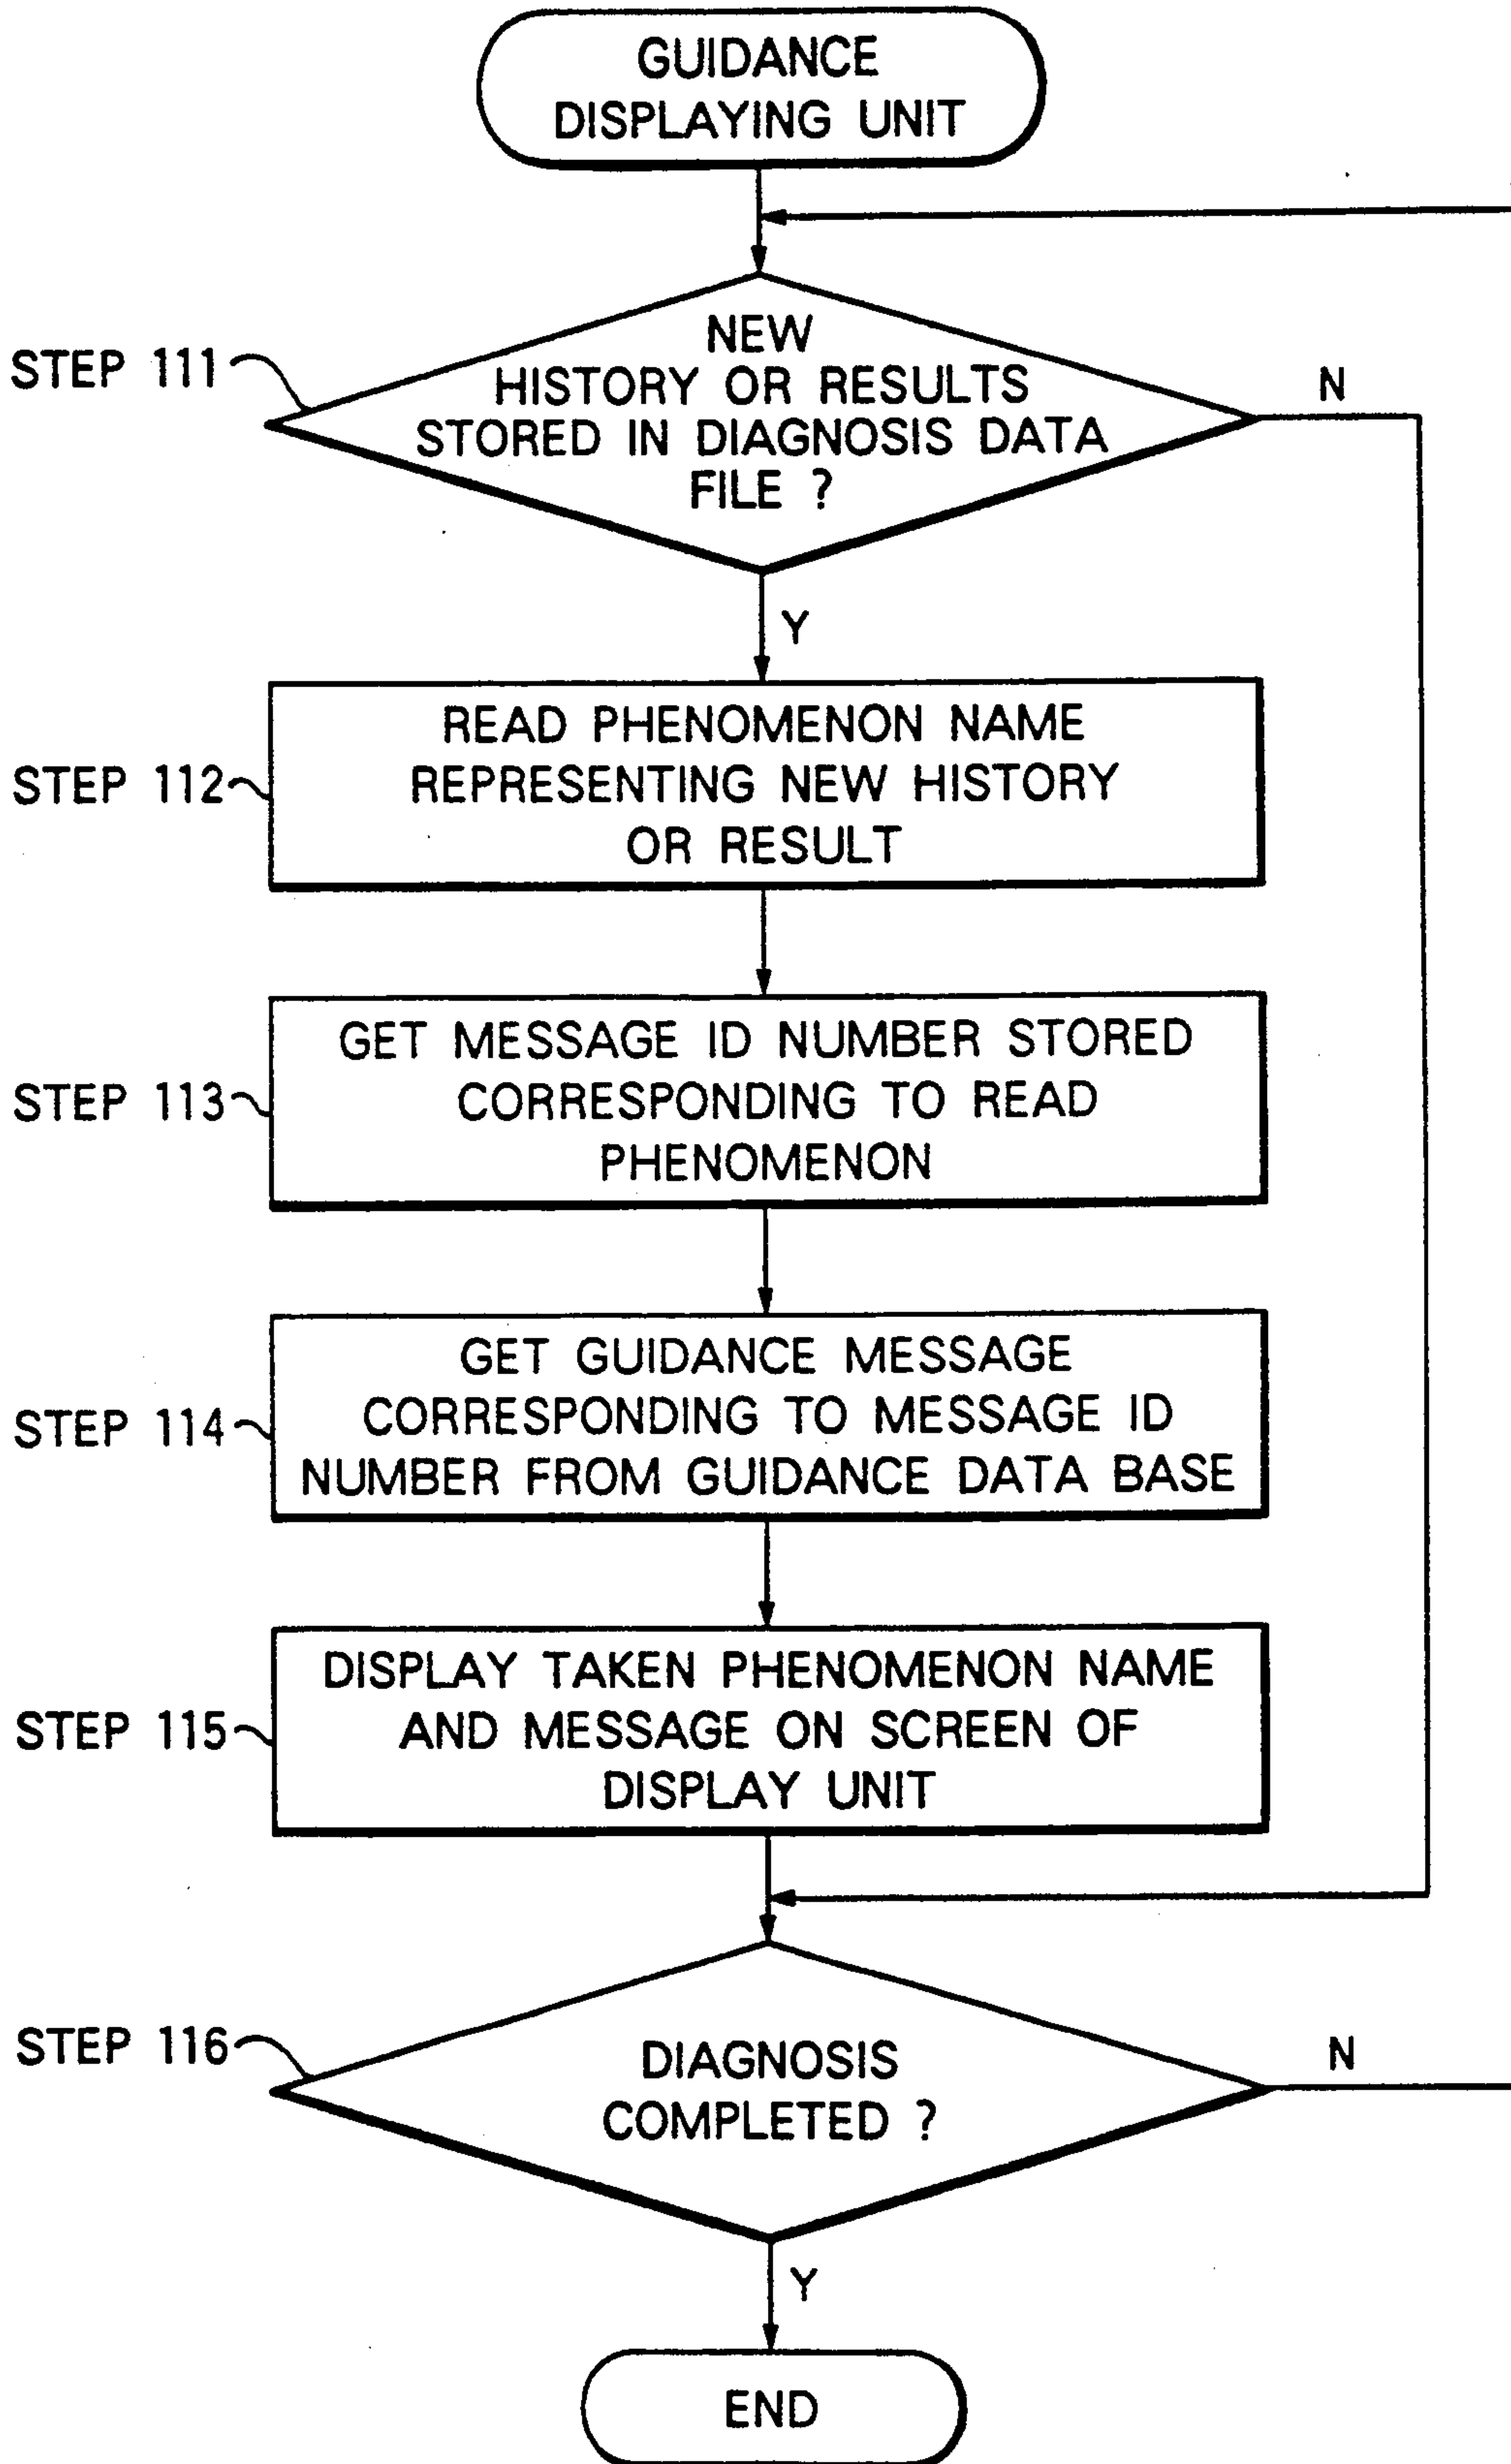 GUIDANCE
DISPLAYING UNIT
STEP 111
NEW
HISTORY OR RESULTS
STORED IN DIAGNOSIS DATA
FILE ?
N
Y
STEP 112
READ PHENOMENON NAME
REPRESENTING NEW HISTORY
OR RESULT
STEP 113
GET MESSAGE ID NUMBER STORED
CORRESPONDING TO READ
PHENOMENON
STEP 114
GET GUIDANCE MESSAGE
CORRESPONDING TO MESSAGE ID
NUMBER FROM GUIDANCE DATA BASE
STEP 115
DISPLAY TAKEN PHENOMENON NAME
AND MESSAGE ON SCREEN OF
DISPLAY UNIT
STEP 116
DIAGNOSIS
COMPLETED ?
N
Y
END